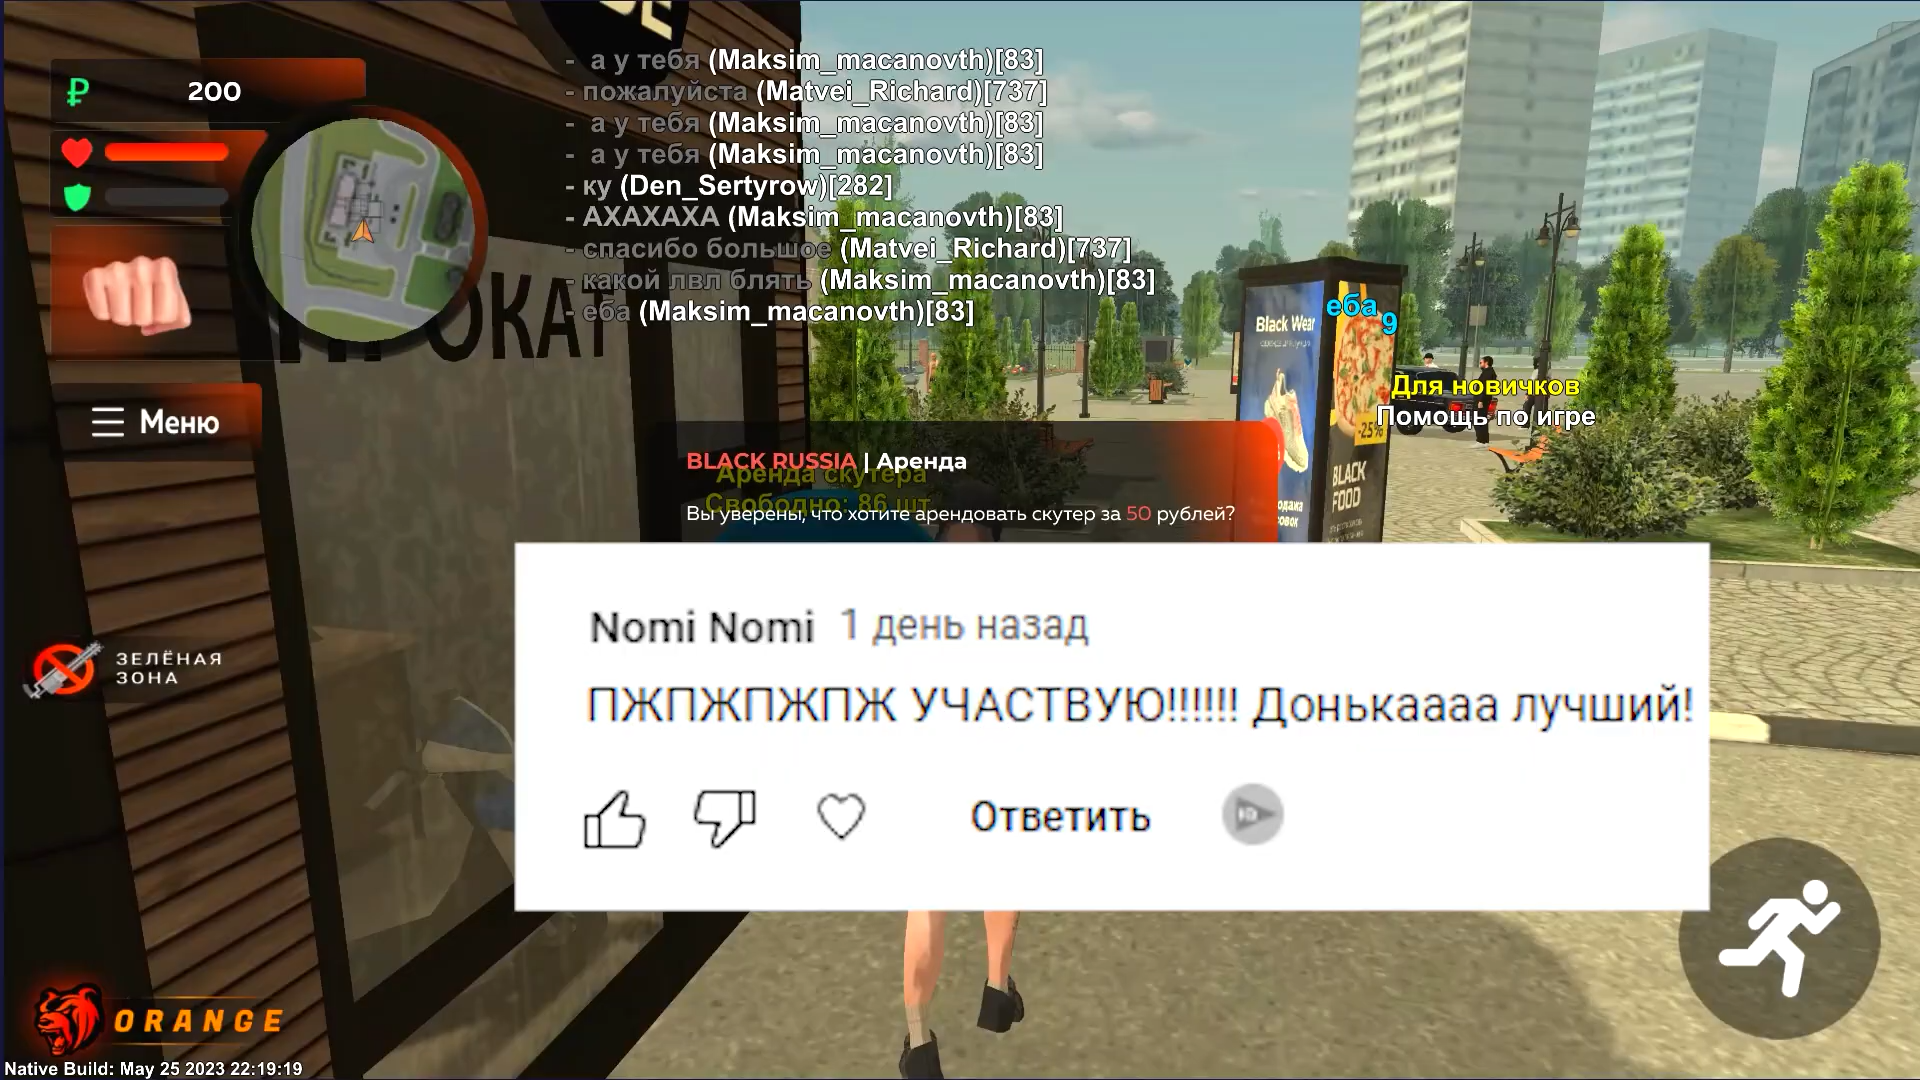 200
- а у тебя (Maksim_macanovth)[83]
- пожалуйста (Matvei_Richard)[737]
- а у тебя (Maksim_macanovth)[83]
- а у тебя (Maksim_macanovth)[83]
- ку (Den_Sertyrow)[282]
- АХАХАХА (Maksim_macanovth)[83]
- спасибо большое (Matvei_Richard)[737]
- какой лвл блять (Maksim_macanovth)[83]
- еба (Maksim_macanovth)[83]
ПРОКАТ
Меню
Black Wear
еба 9
-25%
BLACK
FOOD
Для новичков
Помощь по игре
BLACK RUSSIA | Аренда
Аренда скутера
Свободно: 86 шт
Вы уверены, что хотите арендовать скутер за 50 рублей?
Nomi Nomi 1 день назад
ПЖПЖПЖПЖ УЧАСТВУЮ!!!!!! Донькаааа лучший!
Ответить
ЗЕЛЁНАЯ
ЗОНА
ORANGE
Native Build: May 25 2023 22:19:19